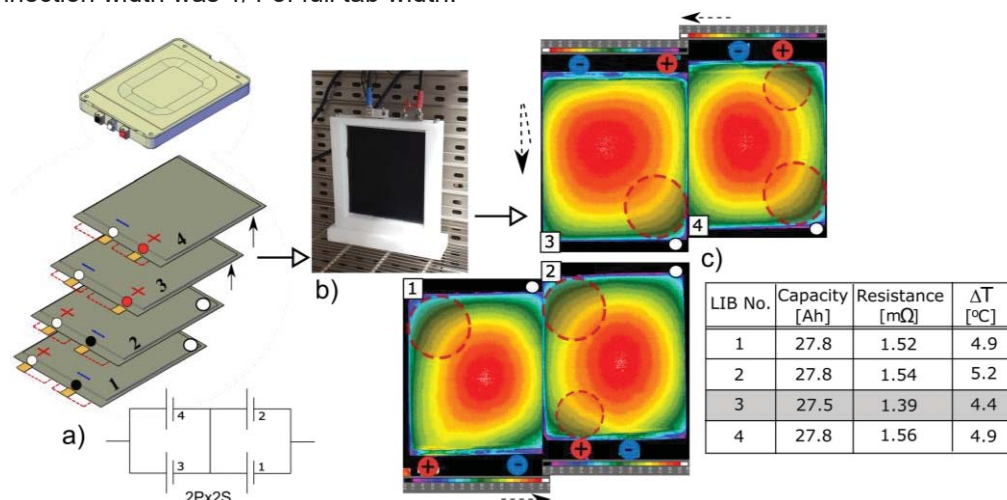 nnection width was 1/4 of full tab width.
− +
− +
3
4
c)
b)
− +
4
− +
3
+ −
2
+ −
1
a)
4
2
3
1
2Px2S
1
2
+ −
+ −
LIB No. Capacity [Ah] Resistance [mΩ] ΔT [°C]
1 27.8 1.52 4.9
2 27.8 1.54 5.2
3 27.5 1.39 4.4
4 27.8 1.56 4.9